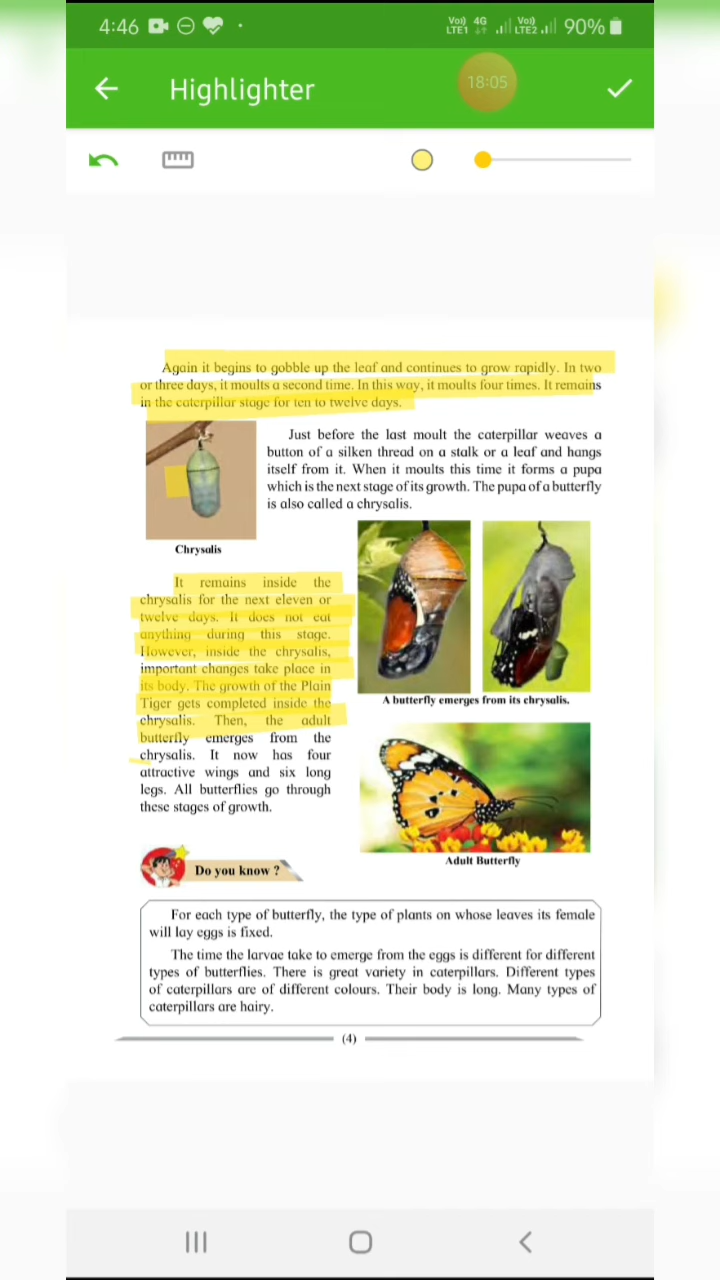 4:46
Vo) 4G Vo) 90%
LTE1 LTE2
Highlighter
18:05
Again it begins to gobble up the leaf and continues to grow rapidly. In two
or three days, it moults a second time. In this way, it moults four times. It remains
in the caterpillar stage for ten to twelve days.
Just before the last moult the caterpillar weaves a
button of a silken thread on a stalk or a leaf and hangs
itself from it. When it moults this time it forms a pupa
which is the next stage of its growth. The pupa of a butterfly
is also called a chrysalis.
Chrysalis
It remains inside the
chrysalis for the next eleven or
twelve days. It does not eat
anything during this stage.
However, inside the chrysalis,
important changes take place in
its body. The growth of the Plain
Tiger gets completed inside the
chrysalis. Then, the adult
butterfly emerges from the
chrysalis. It now has four
attractive wings and six long
legs. All butterflies go through
these stages of growth.
A butterfly emerges from its chrysalis.
Adult Butterfly
Do you know ?
For each type of butterfly, the type of plants on whose leaves its female
will lay eggs is fixed.
The time the larvae take to emerge from the eggs is different for different
types of butterflies. There is great variety in caterpillars. Different types
of caterpillars are of different colours. Their body is long. Many types of
caterpillars are hairy.
(4)